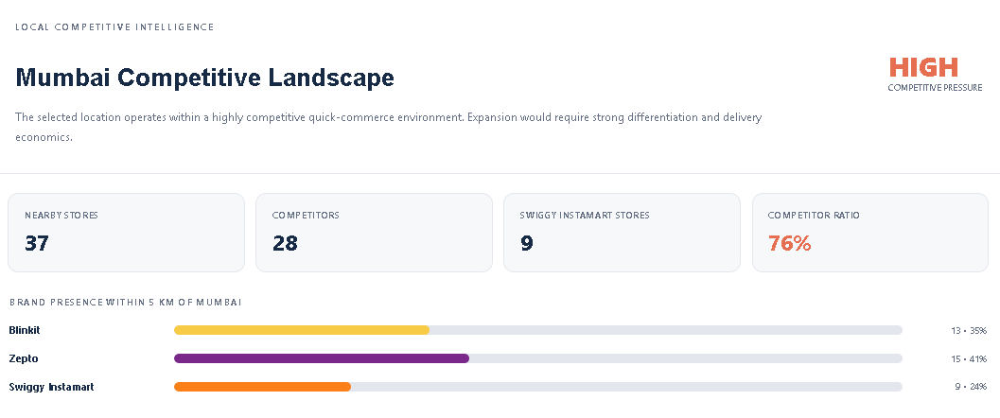 LOCAL COMPETITIVE INTELLIGENCE
Mumbai Competitive Landscape
HIGH
COMPETITIVE PRESSURE
The selected location operates within a highly competitive quick-commerce environment. Expansion would require strong differentiation and delivery
economics.
NEARBY STORES
37
COMPETITORS
28
SWIGGY INSTAMART STORES
9
COMPETITOR RATIO
76%
BRAND PRESENCE WITHIN 5 KM OF MUMBAI
Blinkit
13 • 35%
Zepto
15 • 41%
Swiggy Instamart
9 • 24%